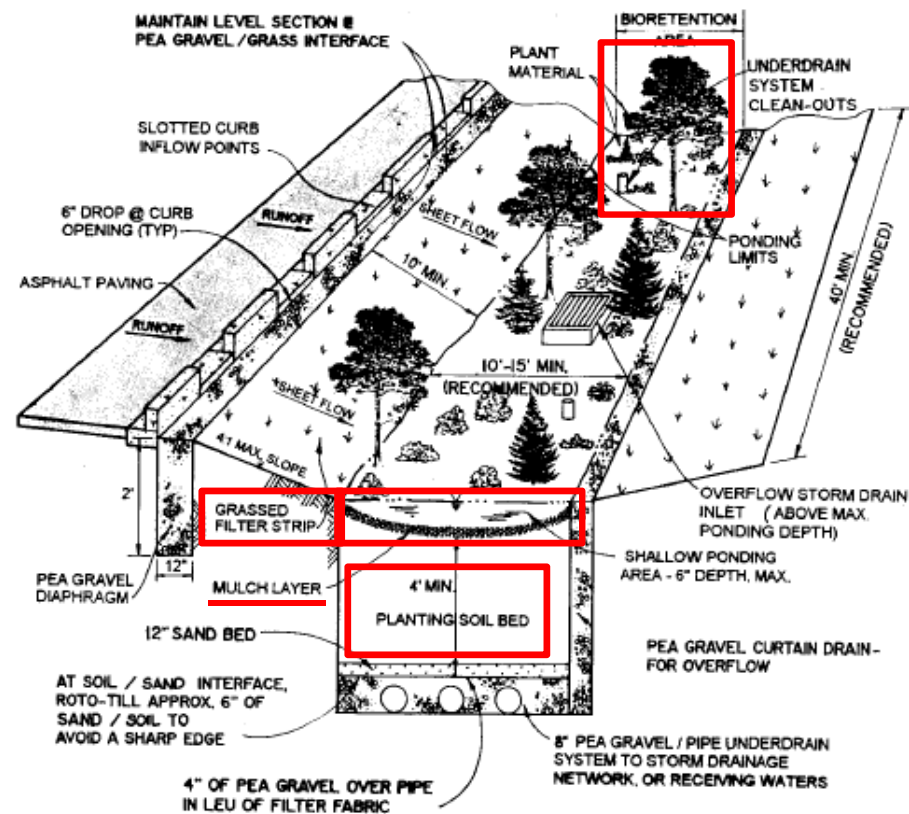 MAINTAIN LEVEL SECTION @
PEA GRAVEL/GRASS INTERFACE
BIORETENTION
AREA
PLANT
MATERIAL
UNDERDRAIN
SYSTEM
CLEAN-OUTS
SLOTTED CURB
INFLOW POINTS
6" DROP @ CURB
OPENING (TYP)
RUNOFF
SHEET FLOW
PONDING
LIMITS
ASPHALT PAVING
10' MIN.
40' MIN.
(RECOMMENDED)
RUNOFF
10'-15' MIN.
(RECOMMENDED)
SHEET FLOW
4:1 MAX. SLOPE
2'
GRASSED
FILTER STRIP
OVERFLOW STORM DRAIN
INLET (ABOVE MAX.
PONDING DEPTH)
12"
PEA GRAVEL
DIAPHRAGM
MULCH LAYER
4' MIN.
SHALLOW PONDING
AREA - 6" DEPTH, MAX.
PLANTING SOIL BED
12" SAND BED
PEA GRAVEL CURTAIN DRAIN-
FOR OVERFLOW
AT SOIL / SAND INTERFACE,
ROTO-TILL APPROX. 6" OF
SAND / SOIL TO
AVOID A SHARP EDGE
8" PEA GRAVEL / PIPE UNDERDRAIN
SYSTEM TO STORM DRAINAGE
NETWORK, OR RECEIVING WATERS
4" OF PEA GRAVEL OVER PIPE
IN LEU OF FILTER FABRIC